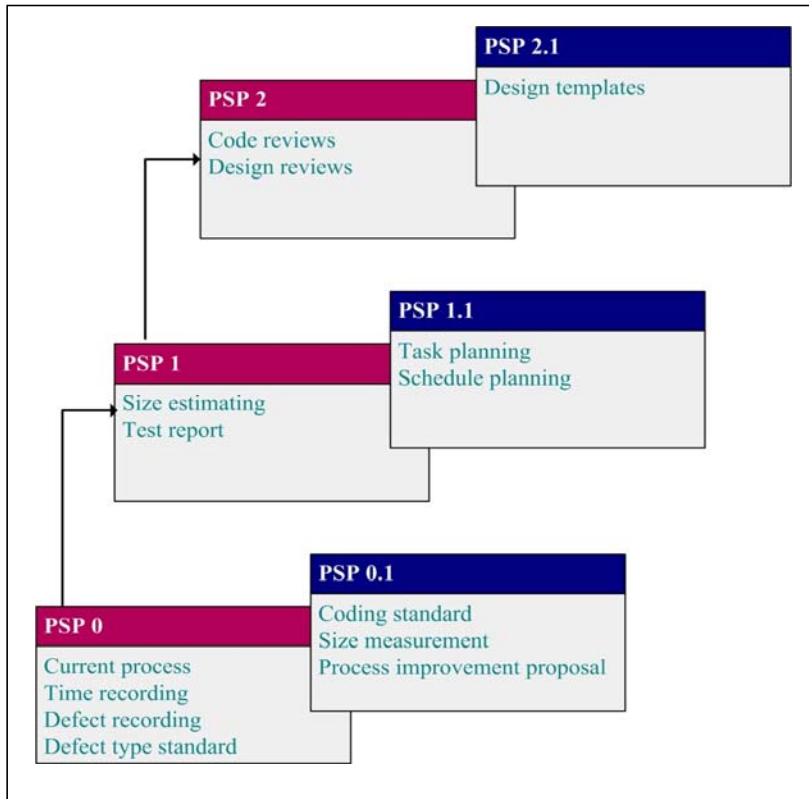 PSP 2.1
Design templates
PSP 2
Code reviews
Design reviews
PSP 1.1
Task planning
Schedule planning
PSP 1
Size estimating
Test report
PSP 0.1
Coding standard
Size measurement
Process improvement proposal
PSP 0
Current process
Time recording
Defect recording
Defect type standard